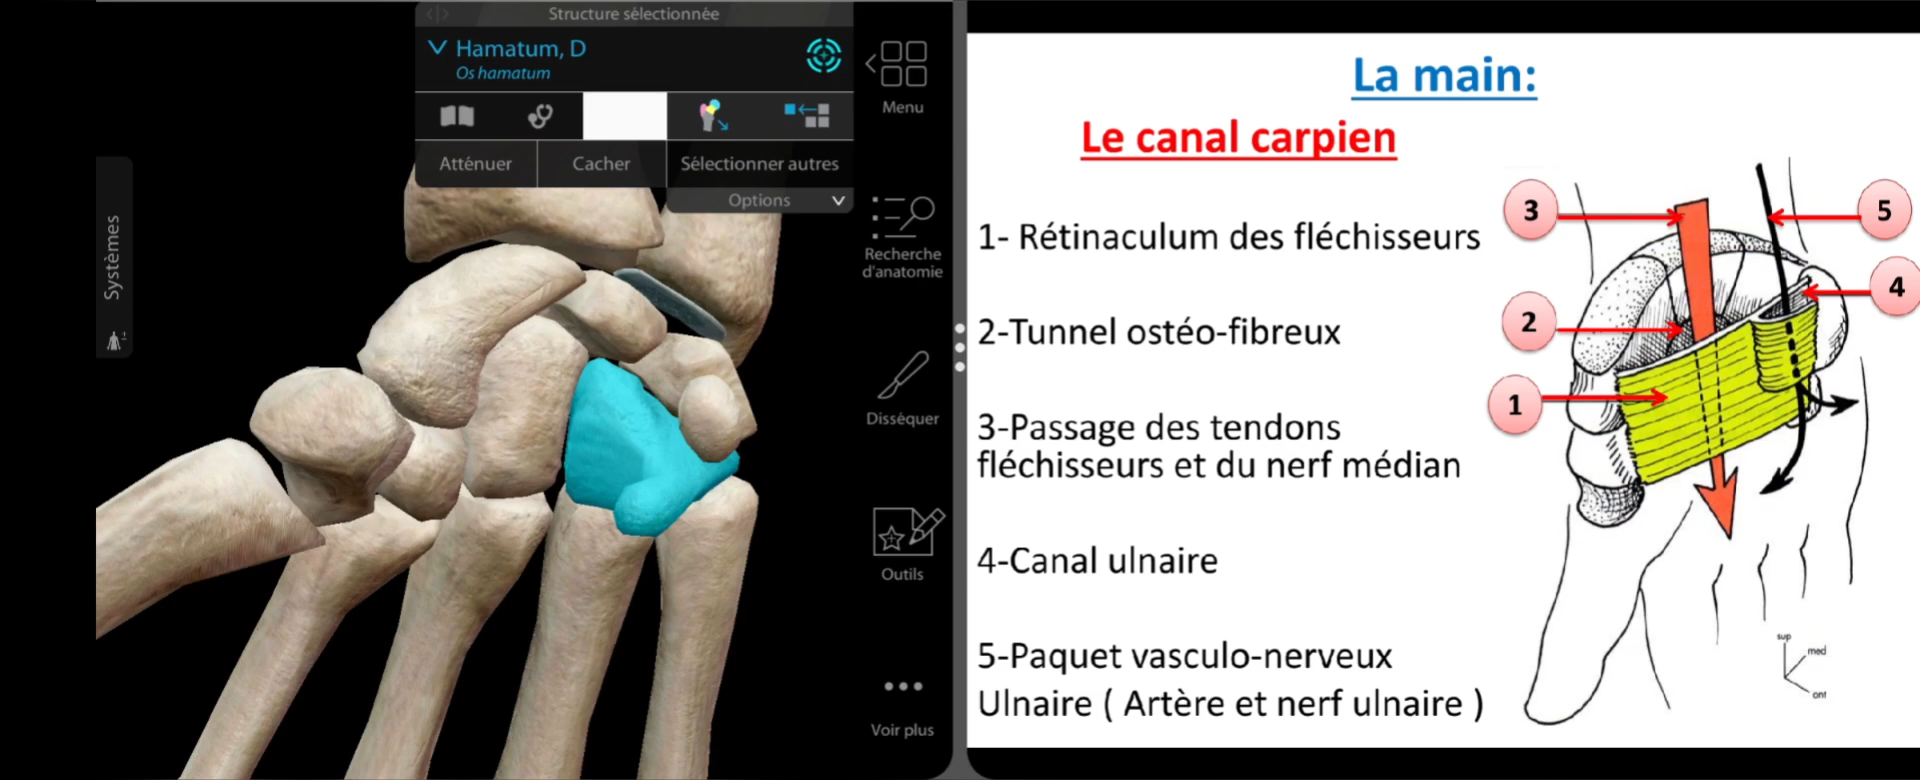 Structure sélectionnée
Hamatum, D
Os hamatum
Atténuer
Cacher
Sélectionner autres
Options
Systèmes
Menu
Recherche
d'anatomie
Disséquer
Outils
Voir plus
La main:
Le canal carpien
1- Rétinaculum des fléchisseurs
2-Tunnel ostéo-fibreux
3-Passage des tendons
fléchisseurs et du nerf médian
4-Canal ulnaire
5-Paquet vasculo-nerveux
Ulnaire ( Artère et nerf ulnaire )
3
5
4
2
1
sup
med
ant